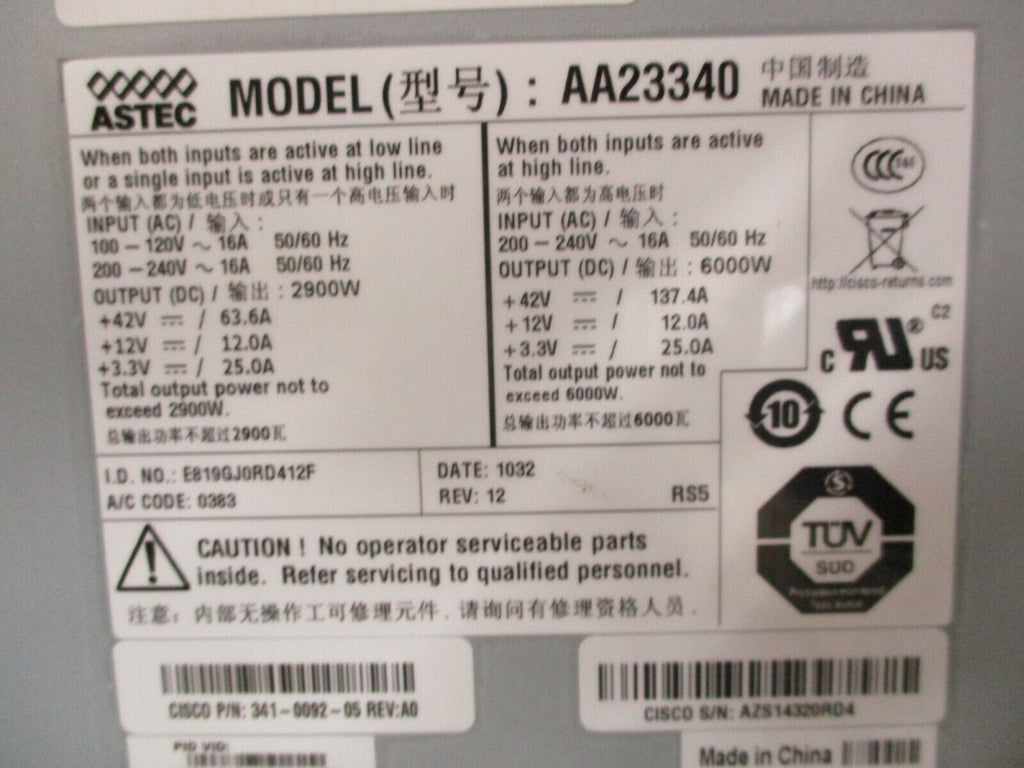 ASTEC
MODEL (型号) : AA23340
中国制造
MADE IN CHINA
When both inputs are active at low line
or a single input is active at high line.
两个输入都为低电压时或只有一个高电压输入时
INPUT (AC) / 输入 :
100 – 120V ～ 16A 50/60 Hz
200 – 240V ～ 16A 50/60 Hz
OUTPUT (DC) / 输出 : 2900W
+42V ⎓ / 63.6A
+12V ⎓ / 12.0A
+3.3V ⎓ / 25.0A
Total output power not to
exceed 2900W.
总输出功率不超过2900瓦
When both inputs are active
at high line.
两个输入都为高电压时
INPUT (AC) / 输入 :
200 – 240V ～ 16A 50/60 Hz
OUTPUT (DC) / 输出 : 6000W
+42V ⎓ / 137.4A
+12V ⎓ / 12.0A
+3.3V ⎓ / 25.0A
Total output power not to
exceed 6000W.
总输出功率不超过6000瓦
CCC S&E
http://cisco-returns.com
C RU ® US C2
10 CE
TÜV
SÜD
I.D. NO.: E819GJ0RD412F
A/C CODE: 0383
DATE: 1032
REV: 12 RS5
CAUTION ! No operator serviceable parts
inside. Refer servicing to qualified personnel.
注意: 内部无操作工可修理元件. 请询问有修理资格人员.
CISCO P/N: 341-0092-05 REV:A0
CISCO S/N: AZS14320RD4
PID VID:
Made in China